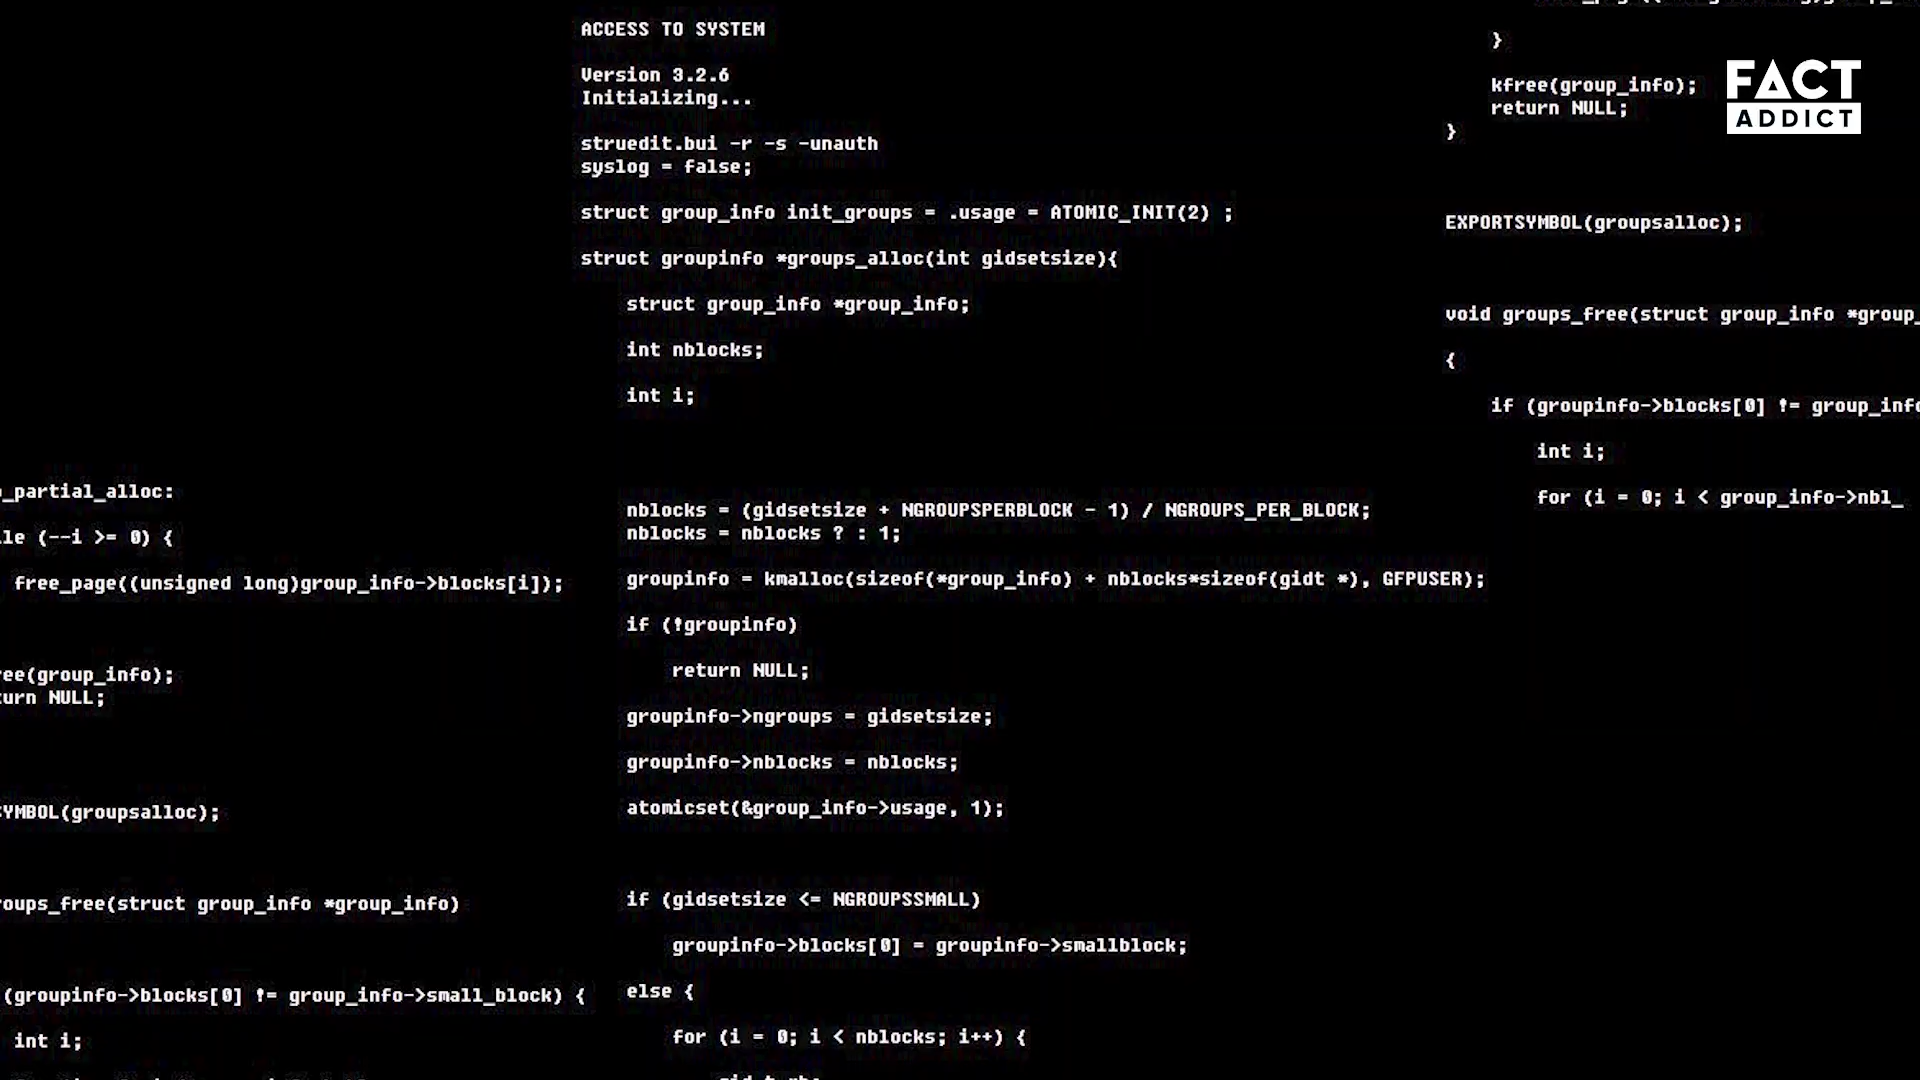 ACCESS TO SYSTEM
Version 3.2.6
Initializing...
struedit.bui -r -s -unauth
syslog = false;
struct group_info init_groups = .usage = ATOMIC_INIT(2) ;
struct groupinfo *groups_alloc(int gidsetsize){
struct group_info *group_info;
int nblocks;
int i;
nblocks = (gidsetsize + NGROUPSPERBLOCK - 1) / NGROUPS_PER_BLOCK;
nblocks = nblocks ? : 1;
groupinfo = kmalloc(sizeof(*group_info) + nblocks*sizeof(gidt *), GFPUSER);
if (!groupinfo)
return NULL;
groupinfo->ngroups = gidsetsize;
groupinfo->nblocks = nblocks;
atomicset(&group_info->usage, 1);
if (gidsetsize <= NGROUPSSMALL)
groupinfo->blocks[0] = groupinfo->smallblock;
else {
for (i = 0; i < nblocks; i++) {
_partial_alloc:
le (--i >= 0) {
free_page((unsigned long)group_info->blocks[i]);
ree(group_info);
urn NULL;
SYMBOL(groupsalloc);
roups_free(struct group_info *group_info)
(groupinfo->blocks[0] != group_info->small_block) {
int i;
}
kfree(group_info);
return NULL;
}
EXPORTSYMBOL(groupsalloc);
void groups_free(struct group_info *group_
{
if (groupinfo->blocks[0] != group_info
int i;
for (i = 0; i < group_info->nbl_
FACT
ADDICT